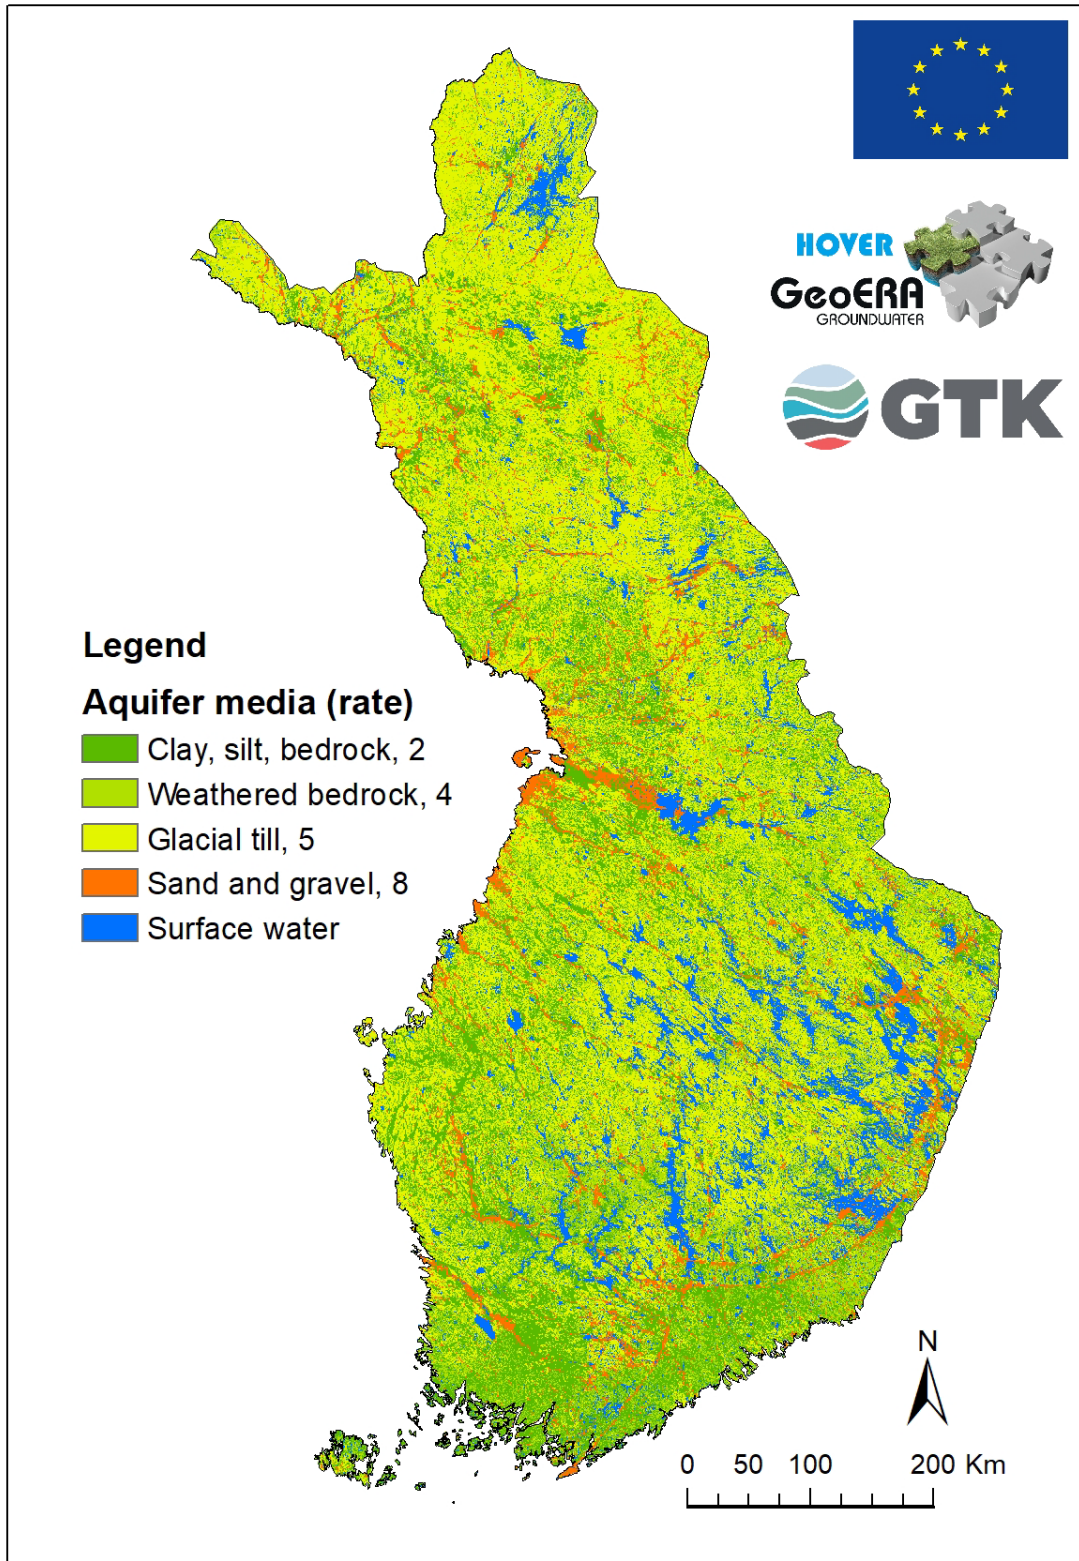 HOVER
GeoERA
GROUNDWATER
GTK
Legend
Aquifer media (rate)
Clay, silt, bedrock, 2
Weathered bedrock, 4
Glacial till, 5
Sand and gravel, 8
Surface water
N
0 50 100 200 Km